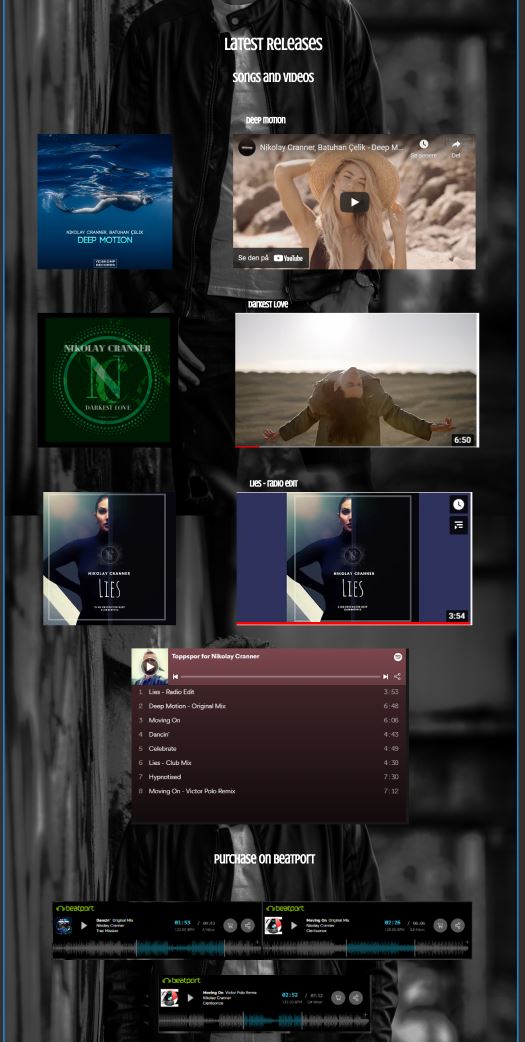 Latest Releases
Songs and Videos
Deep Motion
NIKOLAY CRANNER, BATUHAN ÇELIK
DEEP MOTION
Nikolay Cranner, Batuhan Çelik - Deep M...
Se senere
Del
Se den på YouTube
Darkest Love
NIKOLAY CRANNER
DARKEST LOVE
6:50
Lies - Radio Edit
NIKOLAY CRANNER
LIES
NIKOLAY CRANNER
LIES
3:54
Toppspor for Nikolay Cranner
1 Lies - Radio Edit 3:53
2 Deep Motion - Original Mix 6:48
3 Moving On 6:06
4 Dancin' 4:43
5 Celebrate 4:49
6 Lies - Club Mix 4:38
7 Hypnotised 7:30
8 Moving On - Victor Polo Remix 7:12
Purchase on Beatport
beatport
Dancin' Original Mix
Nikolay Cranner
01:53
beatport
Moving On Original Mix
Nikolay Cranner
02:26 / 06:06
beatport
Moving On Victor Polo Remix
Nikolay Cranner
02:52 / 07:12